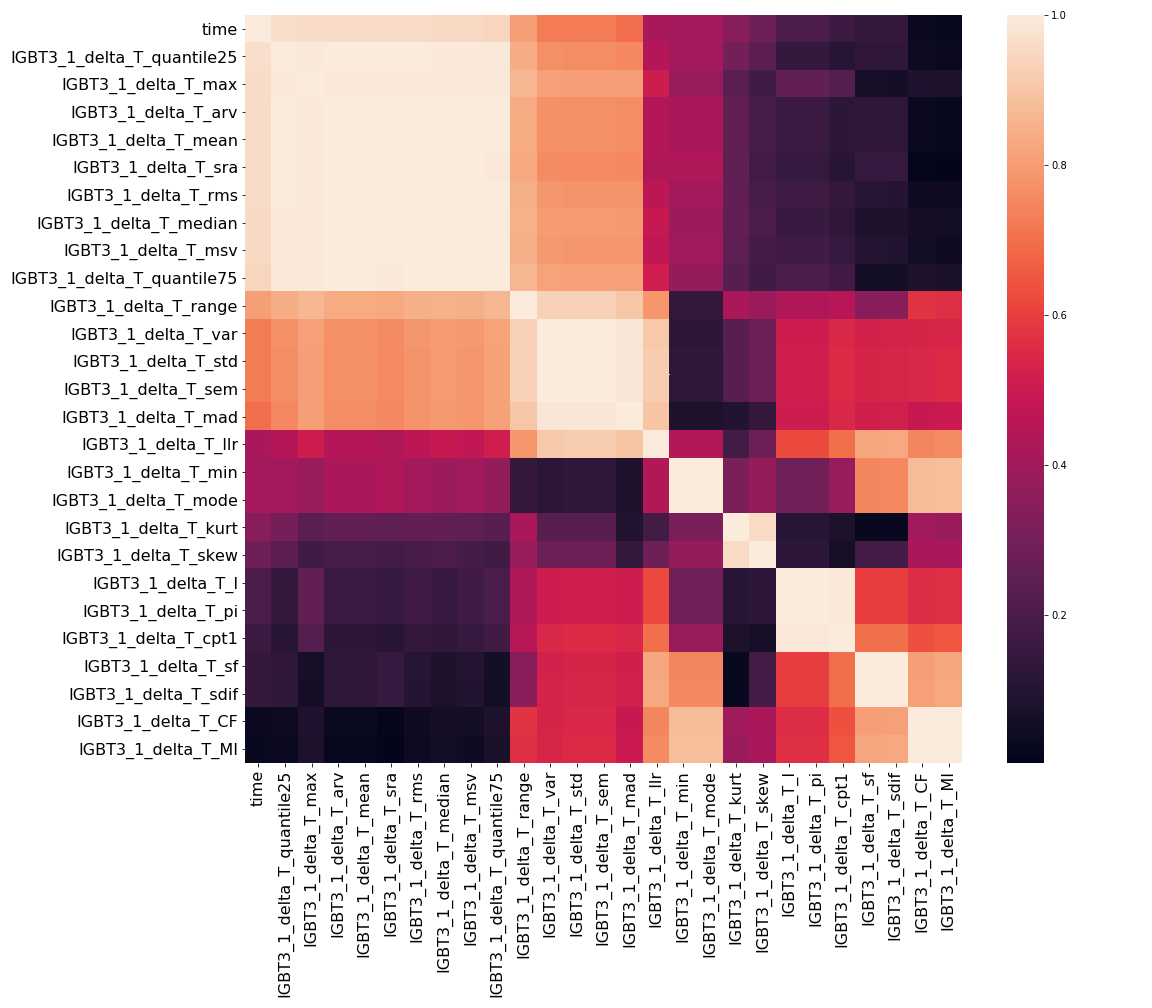 time
IGBT3_1_delta_T_quantile25
IGBT3_1_delta_T_max
IGBT3_1_delta_T_arv
IGBT3_1_delta_T_mean
IGBT3_1_delta_T_sra
IGBT3_1_delta_T_rms
IGBT3_1_delta_T_median
IGBT3_1_delta_T_msv
IGBT3_1_delta_T_quantile75
IGBT3_1_delta_T_range
IGBT3_1_delta_T_var
IGBT3_1_delta_T_std
IGBT3_1_delta_T_sem
IGBT3_1_delta_T_mad
IGBT3_1_delta_T_llr
IGBT3_1_delta_T_min
IGBT3_1_delta_T_mode
IGBT3_1_delta_T_kurt
IGBT3_1_delta_T_skew
IGBT3_1_delta_T_I
IGBT3_1_delta_T_pi
IGBT3_1_delta_T_cpt1
IGBT3_1_delta_T_sf
IGBT3_1_delta_T_sdif
IGBT3_1_delta_T_CF
IGBT3_1_delta_T_MI
time
IGBT3_1_delta_T_quantile25
IGBT3_1_delta_T_max
IGBT3_1_delta_T_arv
IGBT3_1_delta_T_mean
IGBT3_1_delta_T_sra
IGBT3_1_delta_T_rms
IGBT3_1_delta_T_median
IGBT3_1_delta_T_msv
IGBT3_1_delta_T_quantile75
IGBT3_1_delta_T_range
IGBT3_1_delta_T_var
IGBT3_1_delta_T_std
IGBT3_1_delta_T_sem
IGBT3_1_delta_T_mad
IGBT3_1_delta_T_llr
IGBT3_1_delta_T_min
IGBT3_1_delta_T_mode
IGBT3_1_delta_T_kurt
IGBT3_1_delta_T_skew
IGBT3_1_delta_T_I
IGBT3_1_delta_T_pi
IGBT3_1_delta_T_cpt1
IGBT3_1_delta_T_sf
IGBT3_1_delta_T_sdif
IGBT3_1_delta_T_CF
IGBT3_1_delta_T_MI
1.0
0.8
0.6
0.4
0.2